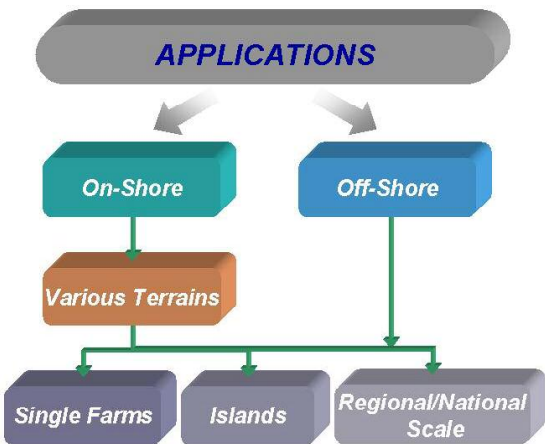 APPLICATIONS
On-Shore
Off-Shore
Various Terrains
Single Farms
Islands
Regional/National
Scale